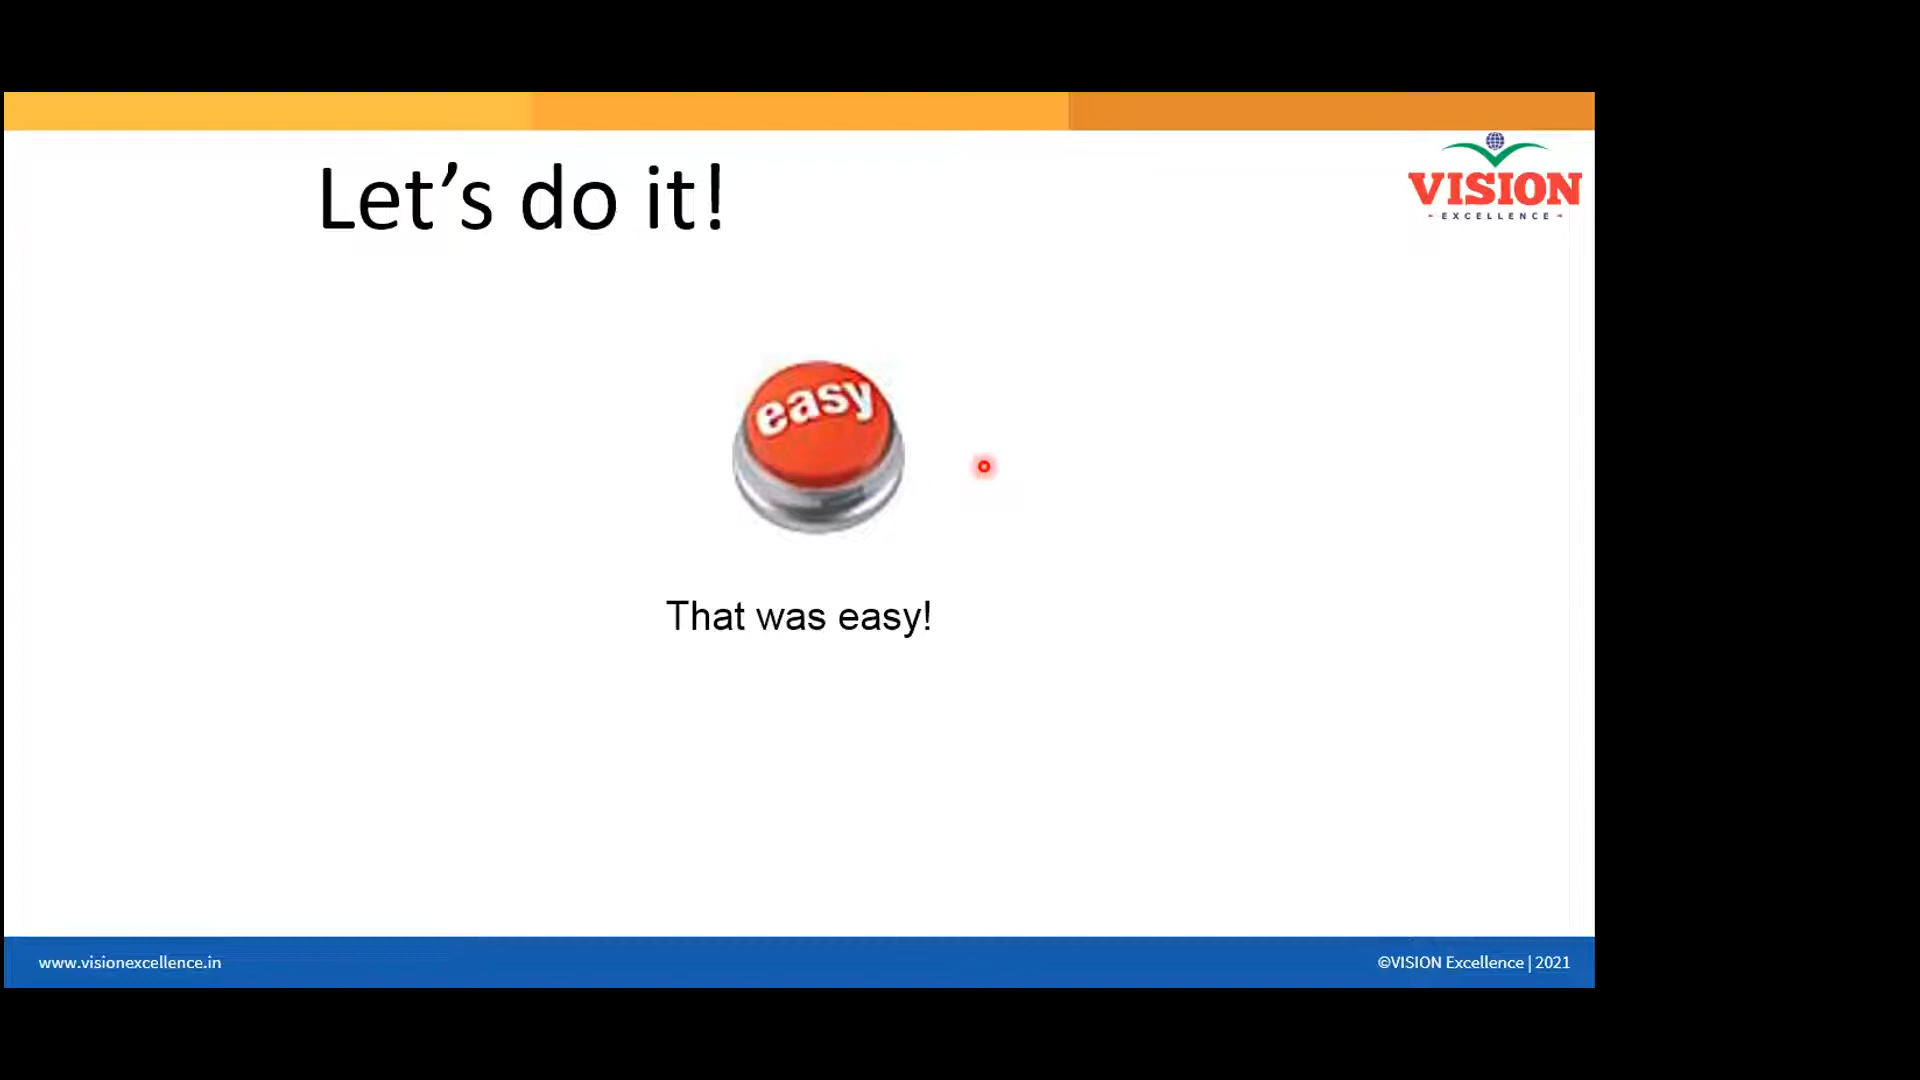 Let’s do it!
VISION
- EXCELLENCE -
easy
That was easy!
www.visionexcellence.in
©VISION Excellence | 2021